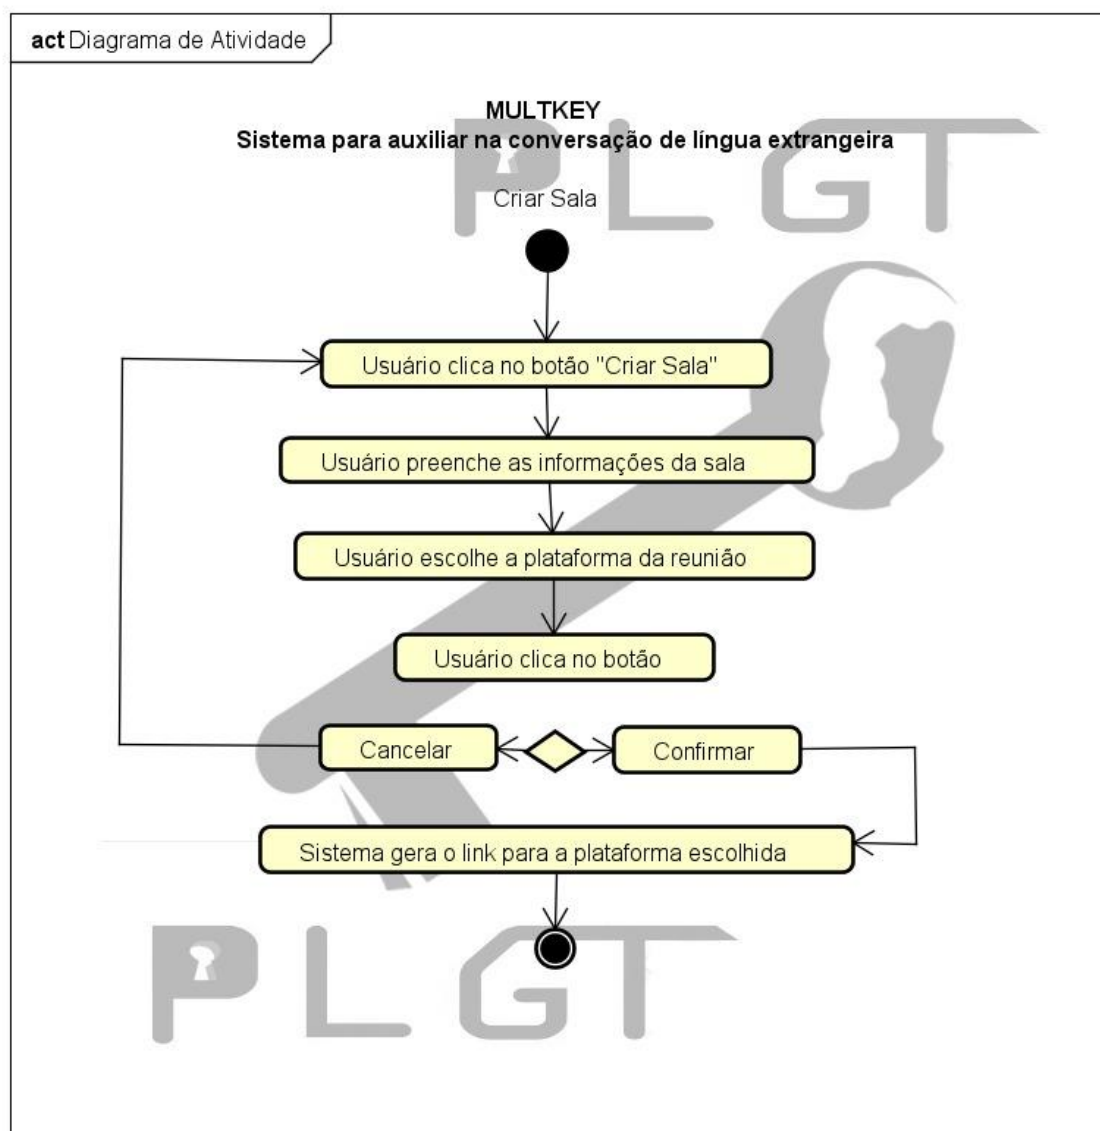 act Diagrama de Atividade
MULTKEY
Sistema para auxiliar na conversação de língua extrangeira
PLGT
Criar Sala
Usuário clica no botão "Criar Sala"
Usuário preenche as informações da sala
Usuário escolhe a plataforma da reunião
Usuário clica no botão
Cancelar
Confirmar
Sistema gera o link para a plataforma escolhida
PLGT